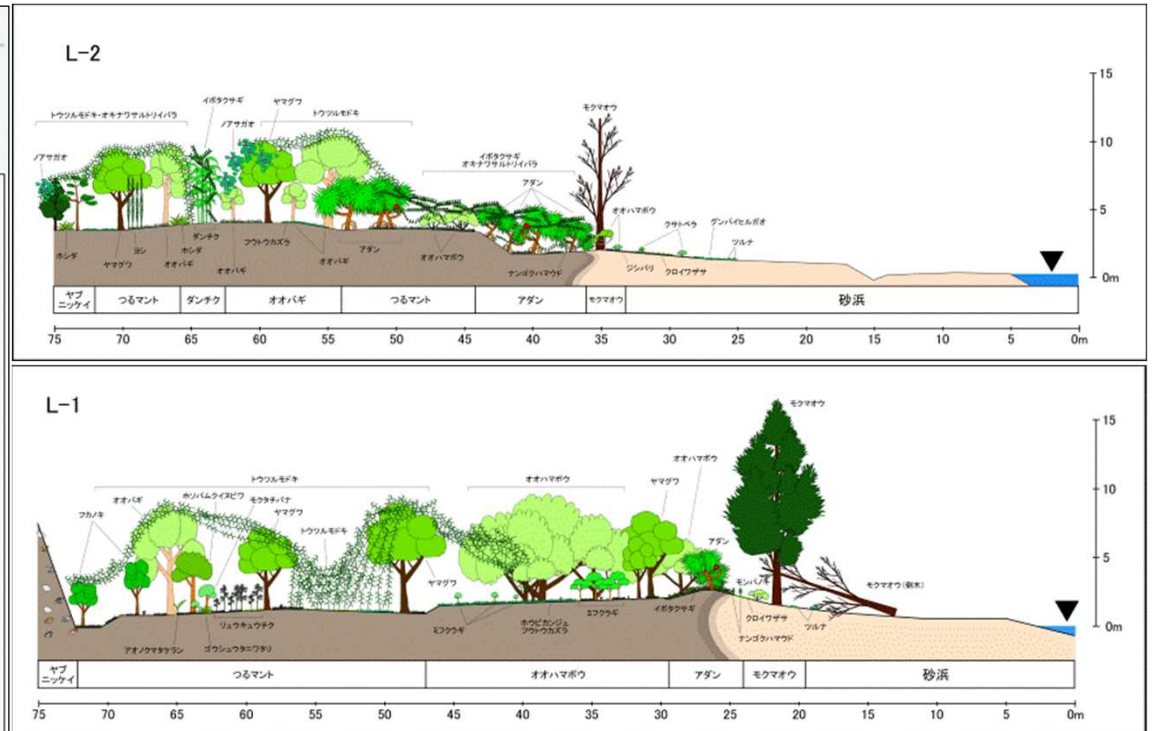 L-2
15
10
5
0m
イボタクサギ
ヤマグワ
トウツルモドキ・オキナワサルトリイバラ
ノアサガオ
トウツルモドキ
モクマオウ
ノアサガオ
イボタクサギ
オキナワサルトリイバラ
アダン
オオハマボウ
クサトベラ
グンバイヒルガオ
ツルナ
ホシダ
ヤマグワ
ヨシ
オオバギ
ホシダ
ダンチク
オオバギ
フウトウカズラ
オオバギ
アダン
オオハマボウ
ナンゴクハマウド
ジシバリ
クロイワザサ
ヤブ
ニッケイ
つるマント
ダンチク
オオバギ
つるマント
アダン
モクマオウ
砂浜
75 70 65 60 55 50 45 40 35 30 25 20 15 10 5 0m
L-1
15
10
5
0m
モクマオウ
トウツルモドキ
オオハマボウ
オオハマボウ
ヤマグワ
オオバギ
ホソバムクイヌビワ
モクタチバナ
フカノキ
ヤマグワ
トウツルモドキ
アダン
ヤマグワ
モンパノキ
モクマオウ(倒木)
リュウキュウチク
ミフクラギ
ホウビカンジュ
フウトウカズラ
ミフクラギ
イボタクサギ
クロイワザサ
ツルナ
ナンゴクハマウド
アオノクマタケラン
ゴウシュウタニワタリ
ヤブ
ニッケイ
つるマント
オオハマボウ
アダン
モクマオウ
砂浜
75 70 65 60 55 50 45 40 35 30 25 20 15 10 5 0m